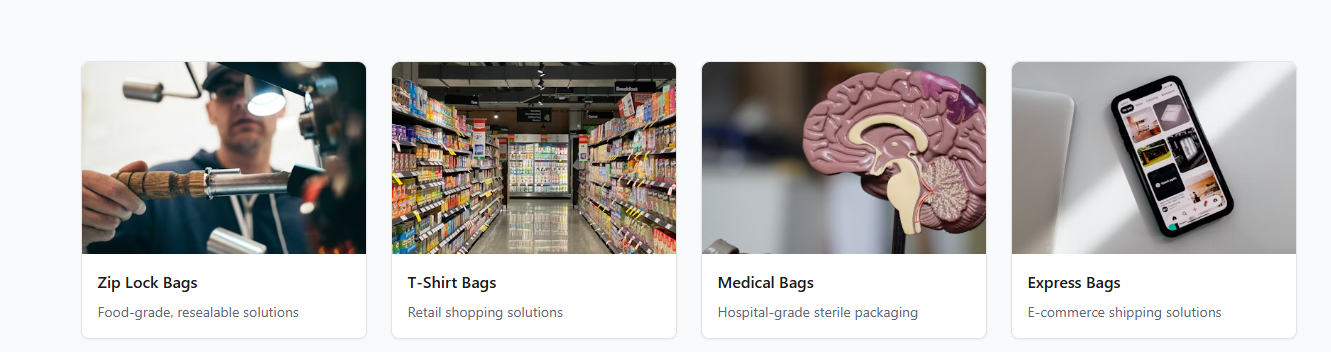 Zip Lock Bags
Food-grade, resealable solutions
T-Shirt Bags
Retail shopping solutions
Medical Bags
Hospital-grade sterile packaging
Express Bags
E-commerce shipping solutions